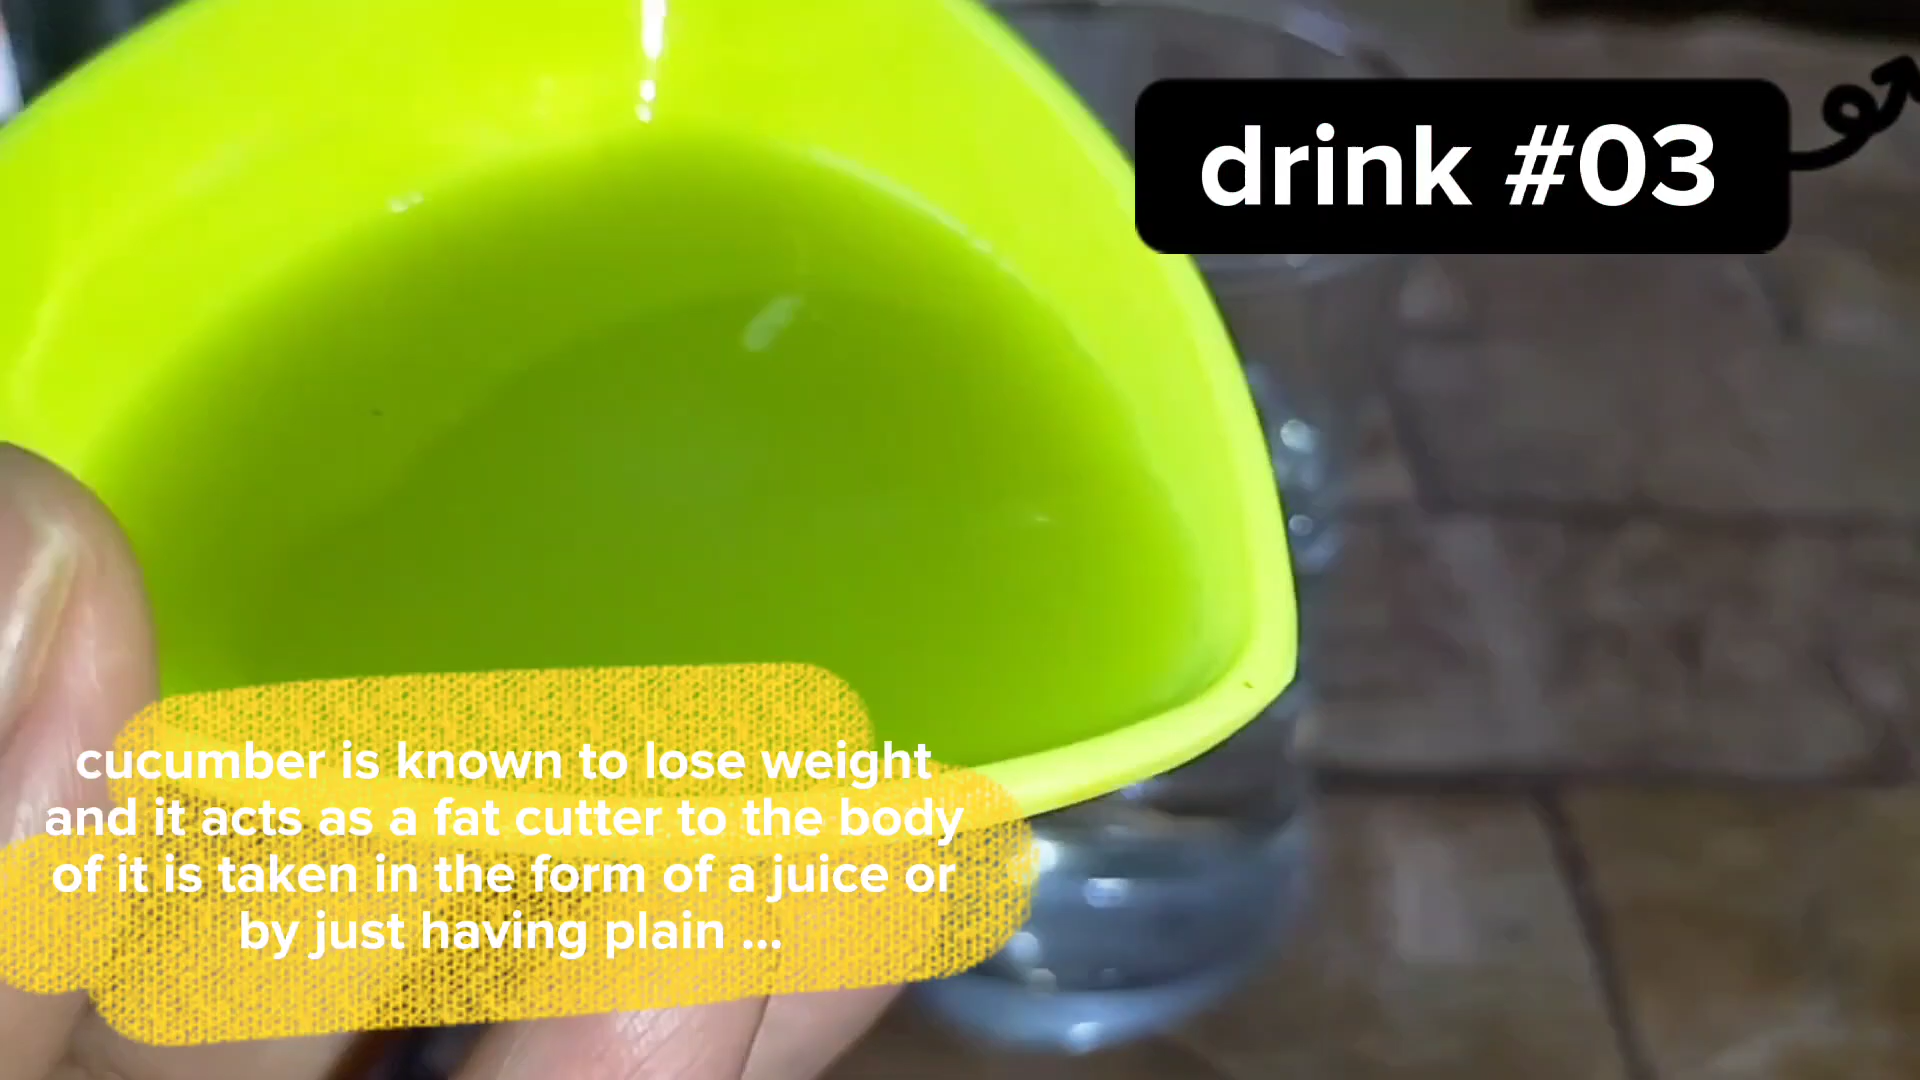 drink #03
cucumber is known to lose weight
and it acts as a fat cutter to the body
of it is taken in the form of a juice or
by just having plain ...